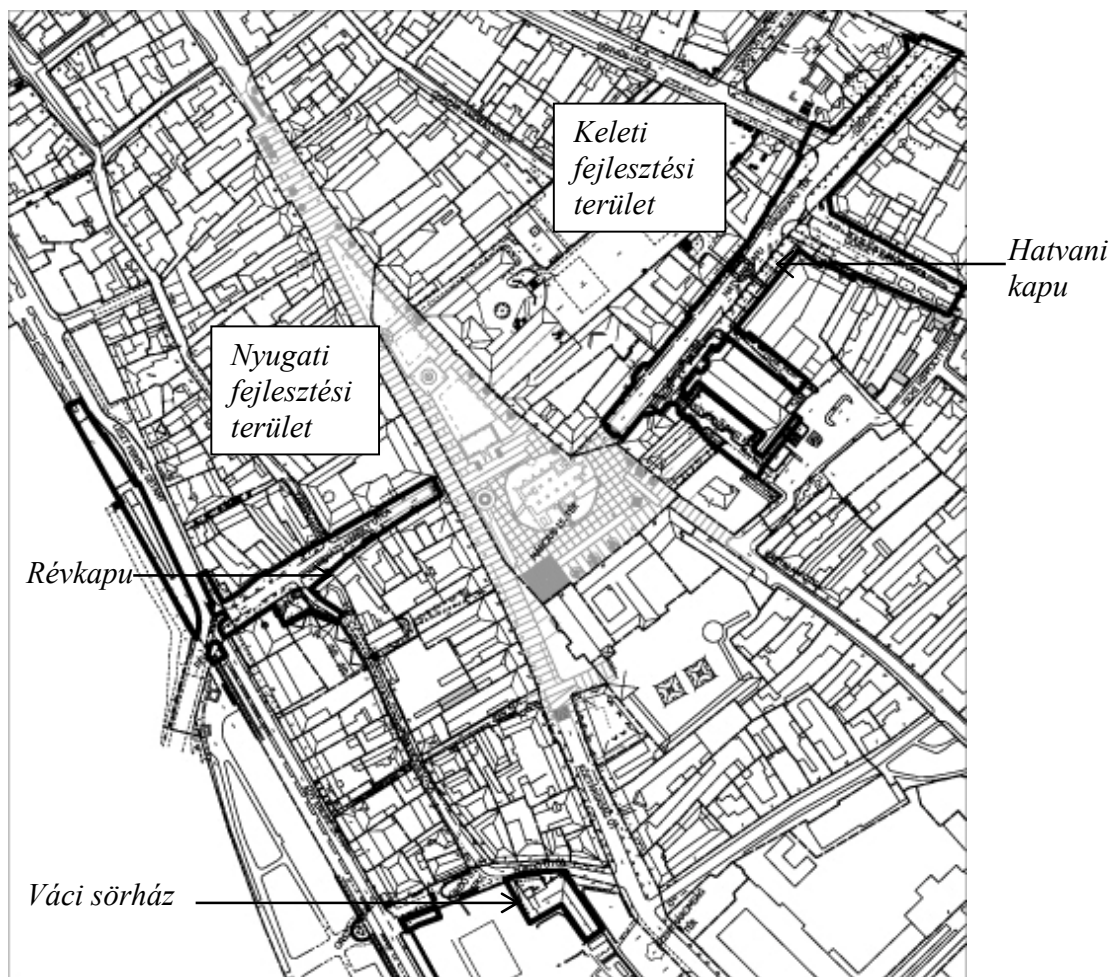 Keleti
fejlesztési
terület
Hatvani
kapu
Nyugati
fejlesztési
terület
Révkapu
Váci sörház